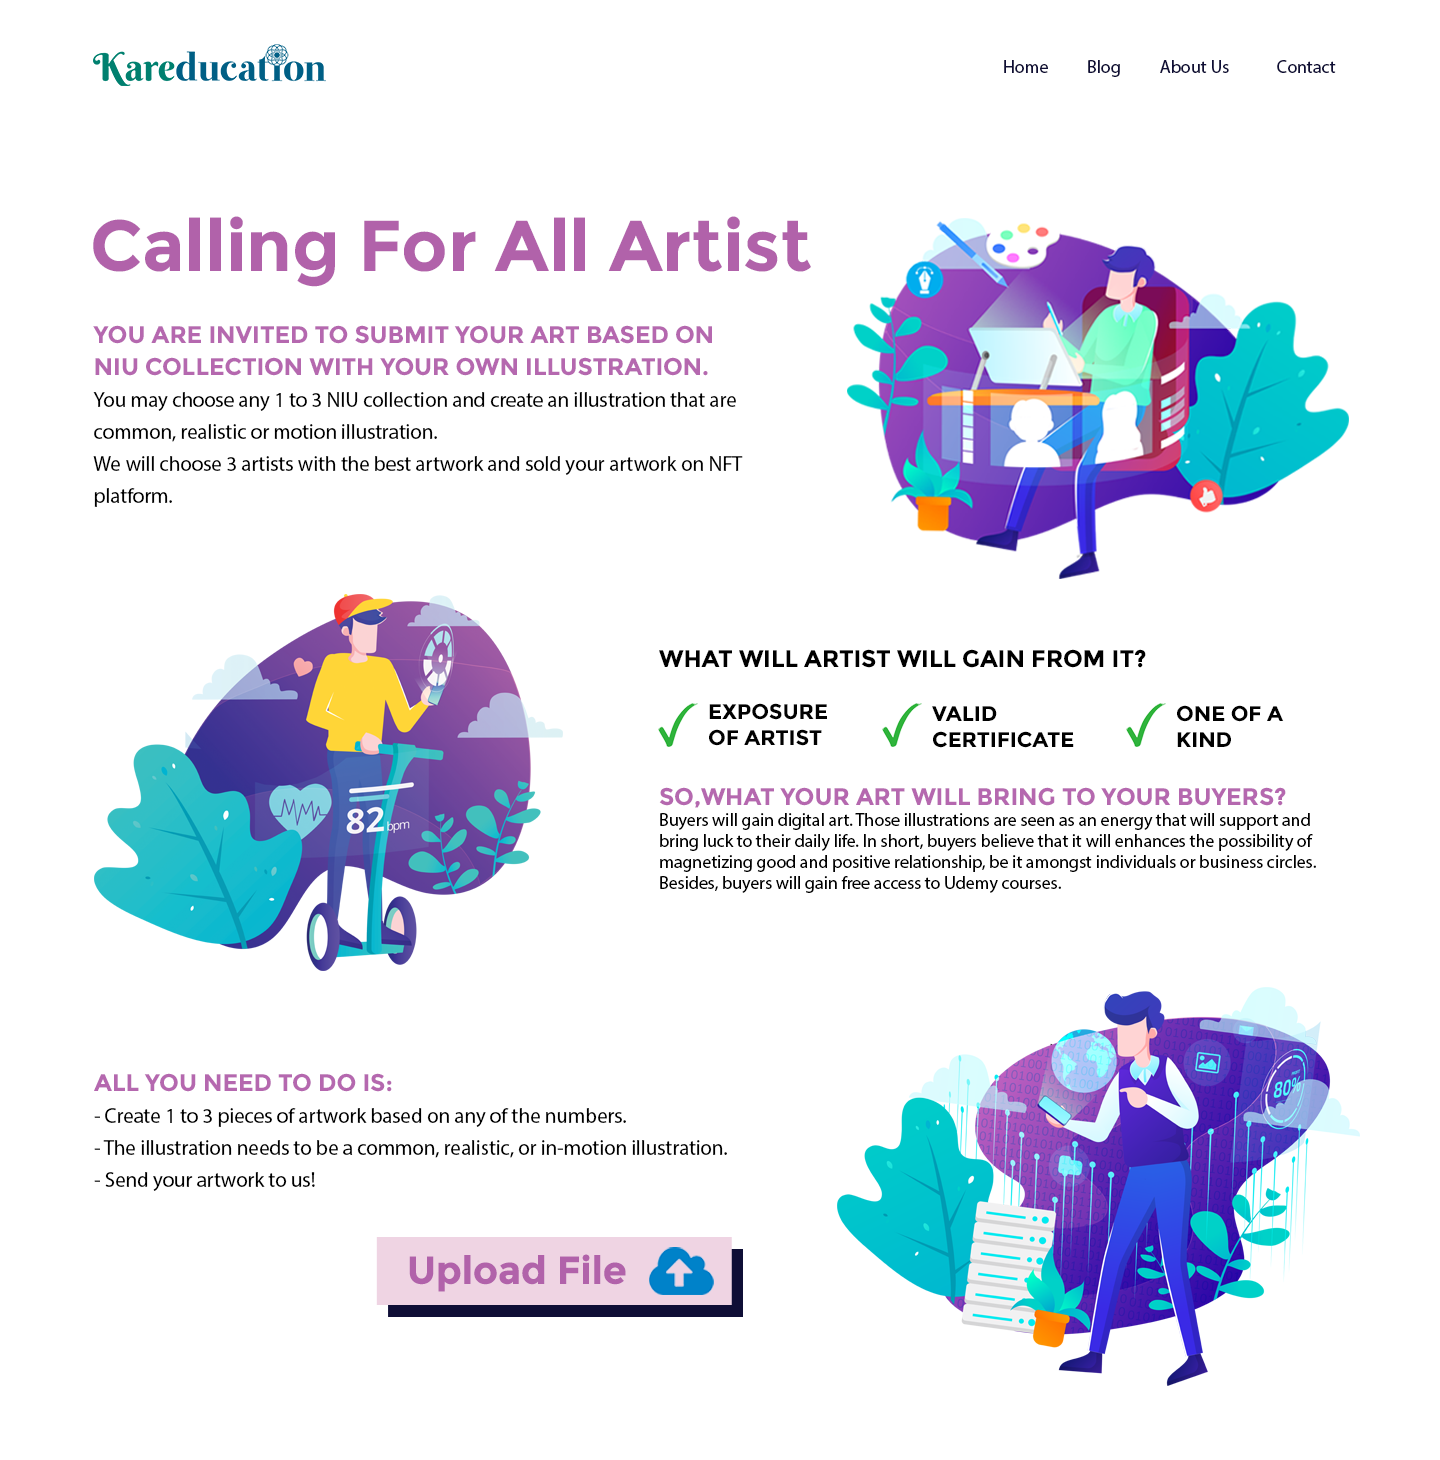 Kareducation
Home Blog About Us Contact
Calling For All Artist
YOU ARE INVITED TO SUBMIT YOUR ART BASED ON
NIU COLLECTION WITH YOUR OWN ILLUSTRATION.
You may choose any 1 to 3 NIU collection and create an illustration that are
common, realistic or motion illustration.
We will choose 3 artists with the best artwork and sold your artwork on NFT
platform.
82 bpm
WHAT WILL ARTIST WILL GAIN FROM IT?
EXPOSURE
OF ARTIST
VALID
CERTIFICATE
ONE OF A
KIND
SO,WHAT YOUR ART WILL BRING TO YOUR BUYERS?
Buyers will gain digital art. Those illustrations are seen as an energy that will support and
bring luck to their daily life. In short, buyers believe that it will enhances the possibility of
magnetizing good and positive relationship, be it amongst individuals or business circles.
Besides, buyers will gain free access to Udemy courses.
80%
ALL YOU NEED TO DO IS:
- Create 1 to 3 pieces of artwork based on any of the numbers.
- The illustration needs to be a common, realistic, or in-motion illustration.
- Send your artwork to us!
Upload File